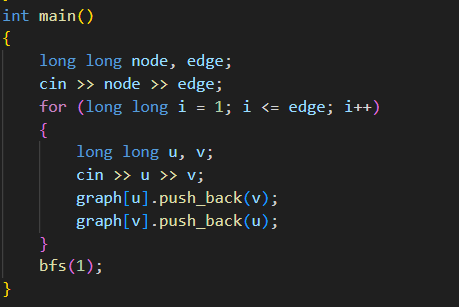 int main()
{
    long long node, edge;
    cin >> node >> edge;
    for (long long i = 1; i <= edge; i++)
    {
        long long u, v;
        cin >> u >> v;
        graph[u].push_back(v);
        graph[v].push_back(u);
    }
    bfs(1);
}